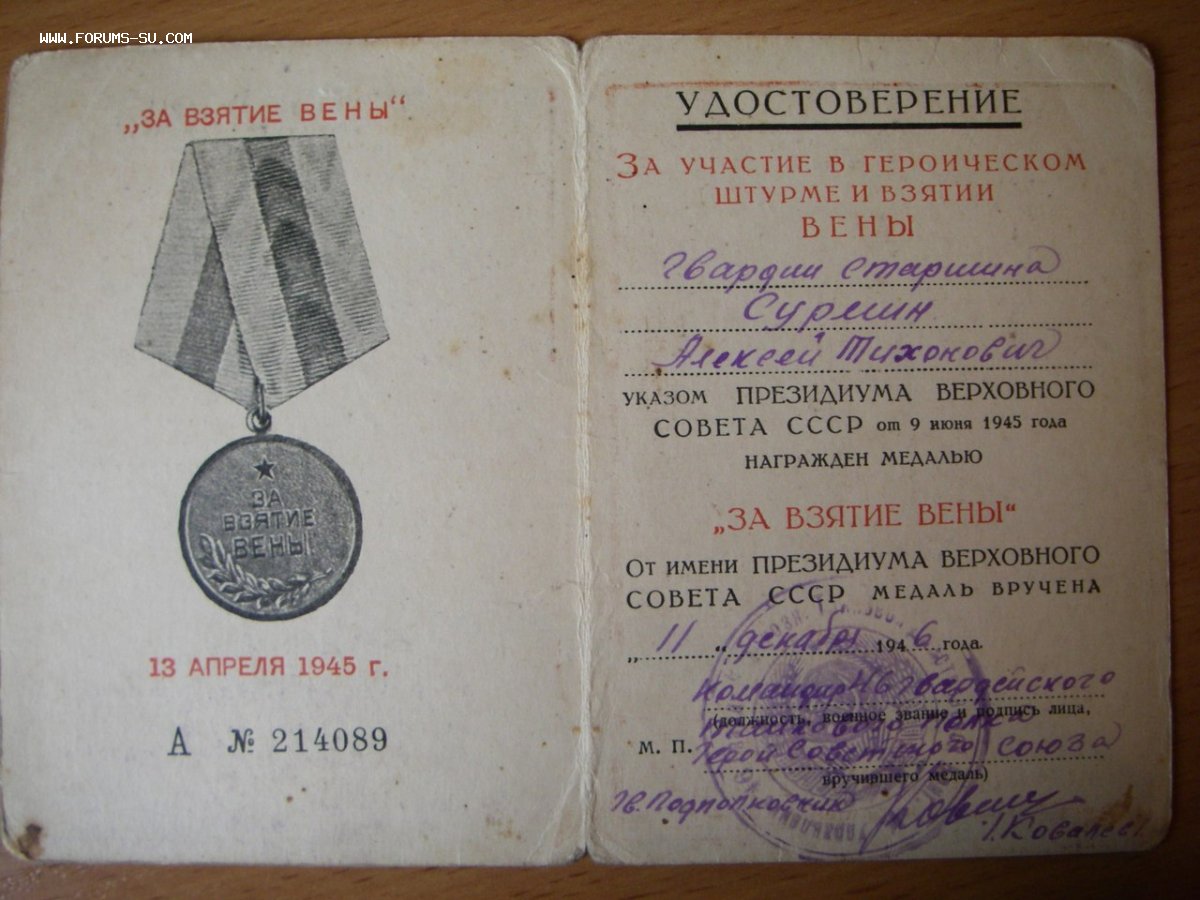 WWW.FORUMS-SU.COM
„ЗА ВЗЯТИЕ ВЕНЫ“
ЗА
ВЗЯТИЕ
ВЕНЫ
13 АПРЕЛЯ 1945 г.
А № 214089
УДОСТОВЕРЕНИЕ
ЗА УЧАСТИЕ В ГЕРОИЧЕСКОМ
ШТУРМЕ И ВЗЯТИИ
ВЕНЫ
Гвардии старшина
Алексей Тихонович
УКАЗОМ ПРЕЗИДИУМА ВЕРХОВНОГО
СОВЕТА СССР от 9 июня 1945 года
НАГРАЖДЕН МЕДАЛЬЮ
„ЗА ВЗЯТИЕ ВЕНЫ“
ОТ ИМЕНИ ПРЕЗИДИУМА ВЕРХОВНОГО
СОВЕТА СССР МЕДАЛЬ ВРУЧЕНА
„11“ декабря 1946 года.
Командир Гвардейского
(должность, военное звание и подпись лица,
Танкового Полка
М. П. Герой Советского Союза
вручившего медаль)
Гв. Подполковник
Ковалев